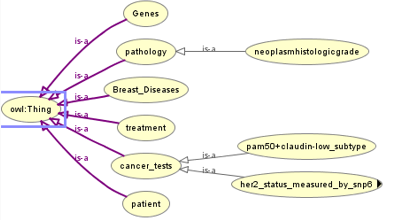 Genes
is-a
pathology
is-a
neoplasmhistologicgrade
is-a
is-a
Breast_Diseases
owl:Thing
is-a
treatment
is-a
pam50+claudin-low_subtype
is-a
cancer_tests
is-a
is-a
her2_status_measured_by_snp6
patient